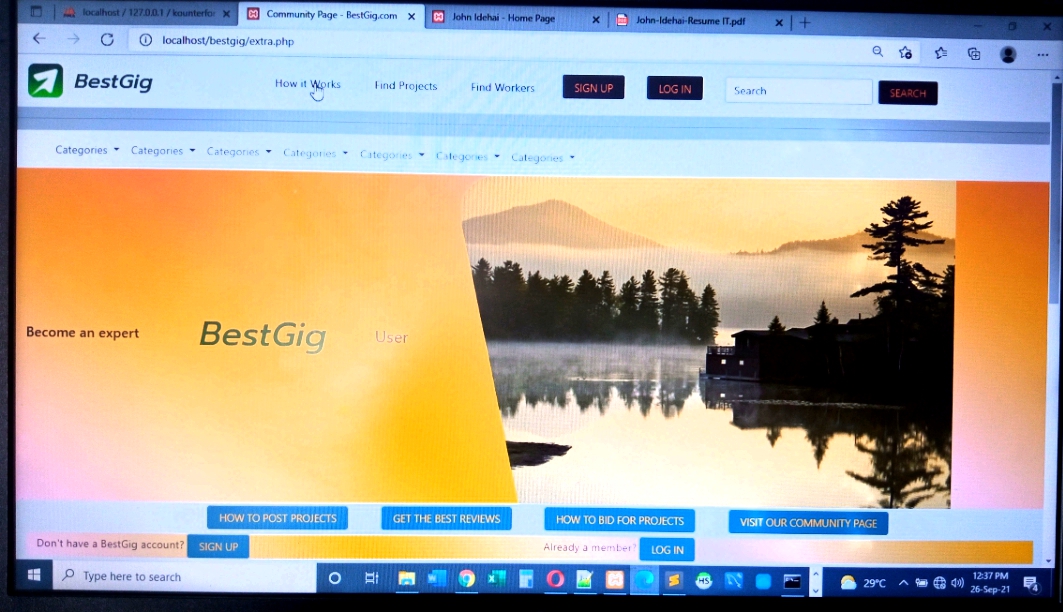 localhost / 127.0.0.1 / kounterfo
Community Page - BestGig.com
John Idehai - Home Page
John-Idehai-Resume IT.pdf
localhost/bestgig/extra.php
BestGig
How it Works
Find Projects
Find Workers
SIGN UP
LOG IN
Search
SEARCH
Categories Categories Categories Categories Categories Categories Categories
Become an expert
BestGig
User
HOW TO POST PROJECTS
GET THE BEST REVIEWS
HOW TO BID FOR PROJECTS
VISIT OUR COMMUNITY PAGE
Don't have a BestGig account?
SIGN UP
Already a member?
LOG IN
Type here to search
29°C
12:37 PM
26-Sep-21
4